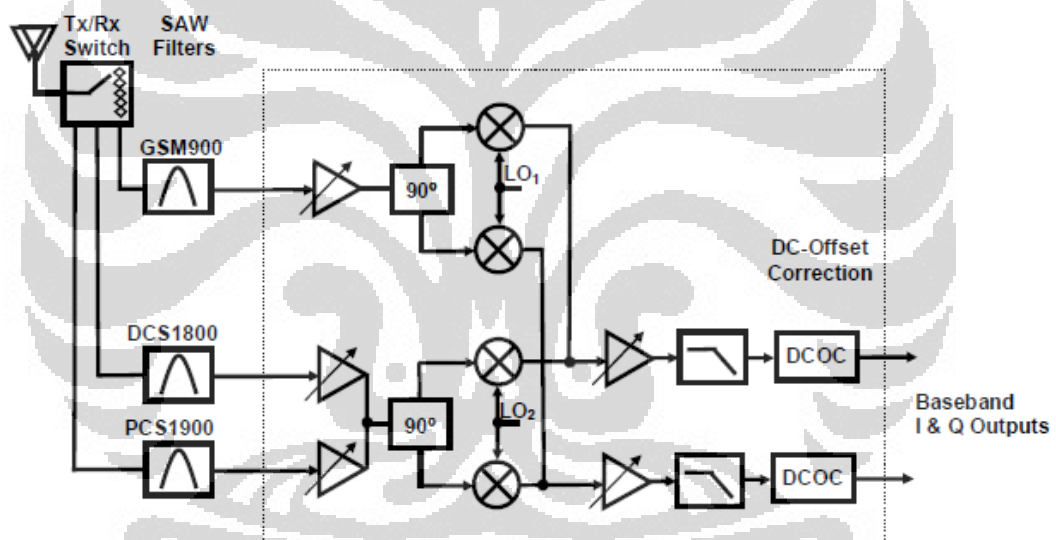 Tx/Rx
Switch
SAW
Filters
GSM900
90º
LO1
DC-Offset
Correction
DCS1800
DCOC
90º
LO2
PCS1900
Baseband
I & Q Outputs
DCOC